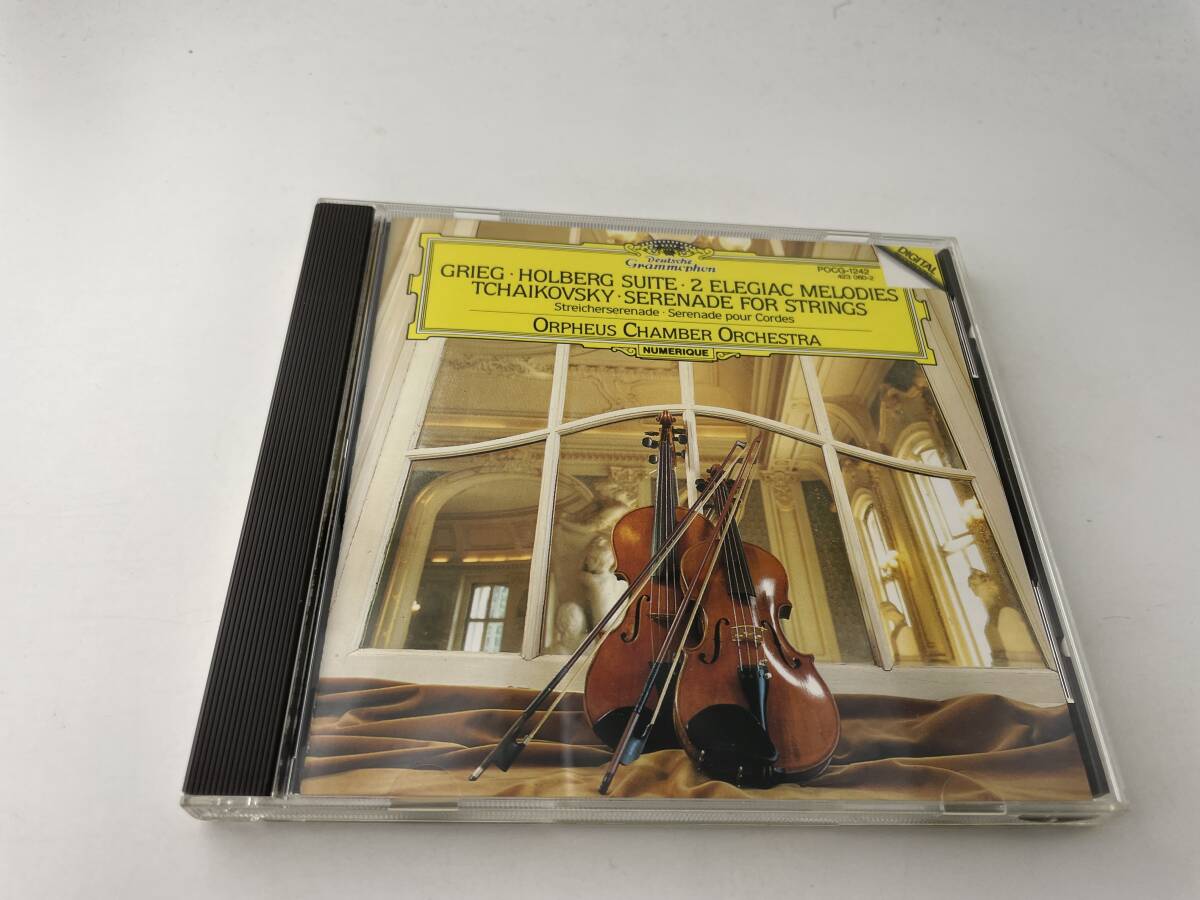 Deutsche
Grammophon
DIGITAL
POCG-1242
423 060-2
GRIEG · HOLBERG SUITE · 2 ELEGIAC MELODIES
TCHAIKOVSKY · SERENADE FOR STRINGS
Streicherserenade · Serenade pour Cordes
ORPHEUS CHAMBER ORCHESTRA
NUMERIQUE